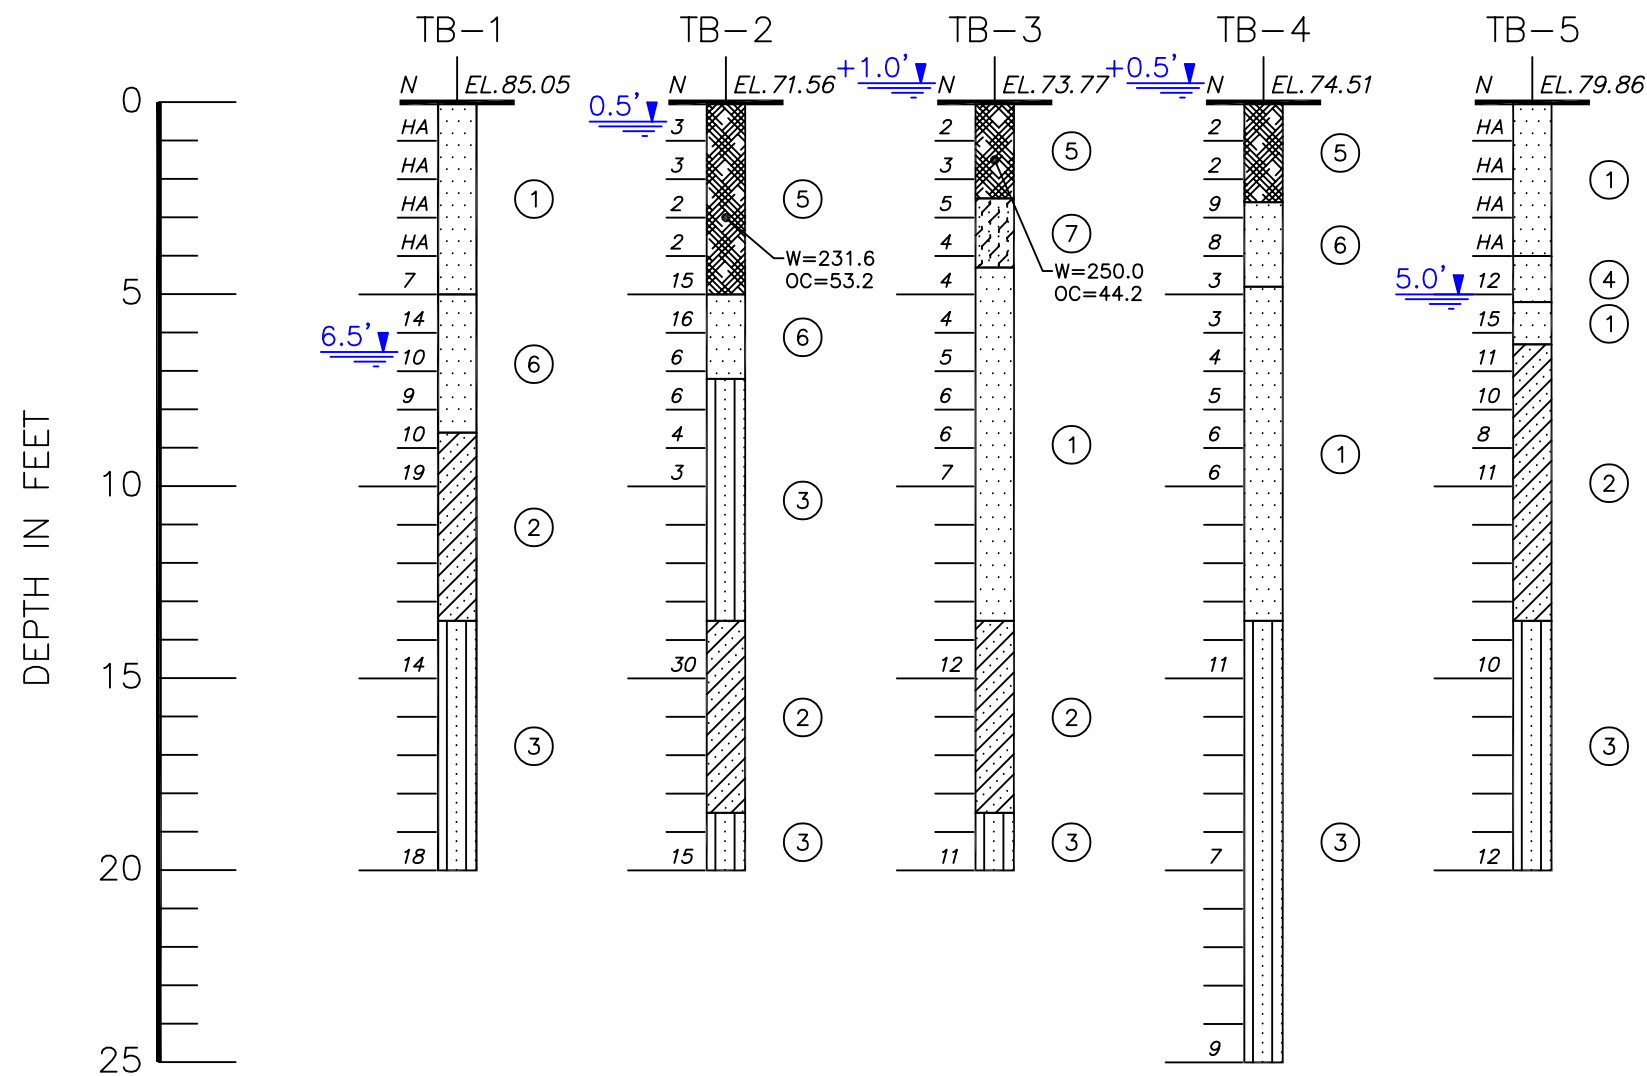 TB-1 TB-2 TB-3 TB-4 TB-5
N EL.85.05 N EL.71.56 +1.0' N EL.73.77 +0.5' N EL.74.51 N EL.79.86
0 0.5'
HA 3 2 2 HA
5 5
HA 3 3 2 HA
1
HA 2 5 9 HA
1 5
7 6
HA 2 4 8 HA
W=231.6 W=250.0
OC=53.2 OC=44.2
7 15 4 3 12
4
5 5.0'
14 16 4 3 15
1
6.5' 6
10 6 5 4 11
6
9 6 6 5 10
10 4 6 6 8
1 1
19 3 7 6 11
10 3 2
2
14 30 12 11 10
15
2 2
3 3
18 15 11 7 12
3 3 3
20
9
25
DEPTH IN FEET